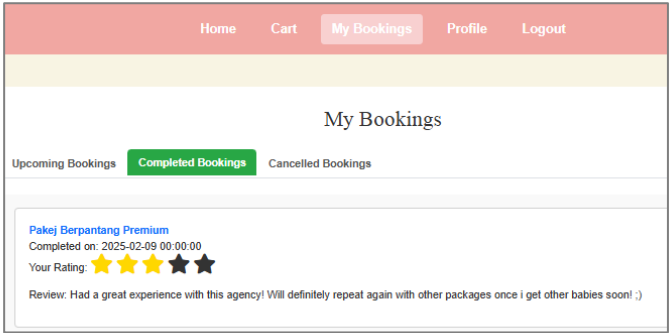 Home Cart My Bookings Profile Logout
My Bookings
Upcoming Bookings Completed Bookings Cancelled Bookings
Pakej Berpantang Premium
Completed on: 2025-02-09 00:00:00
Your Rating:
Review: Had a great experience with this agency! Will definitely repeat again with other packages once i get other babies soon! ;)